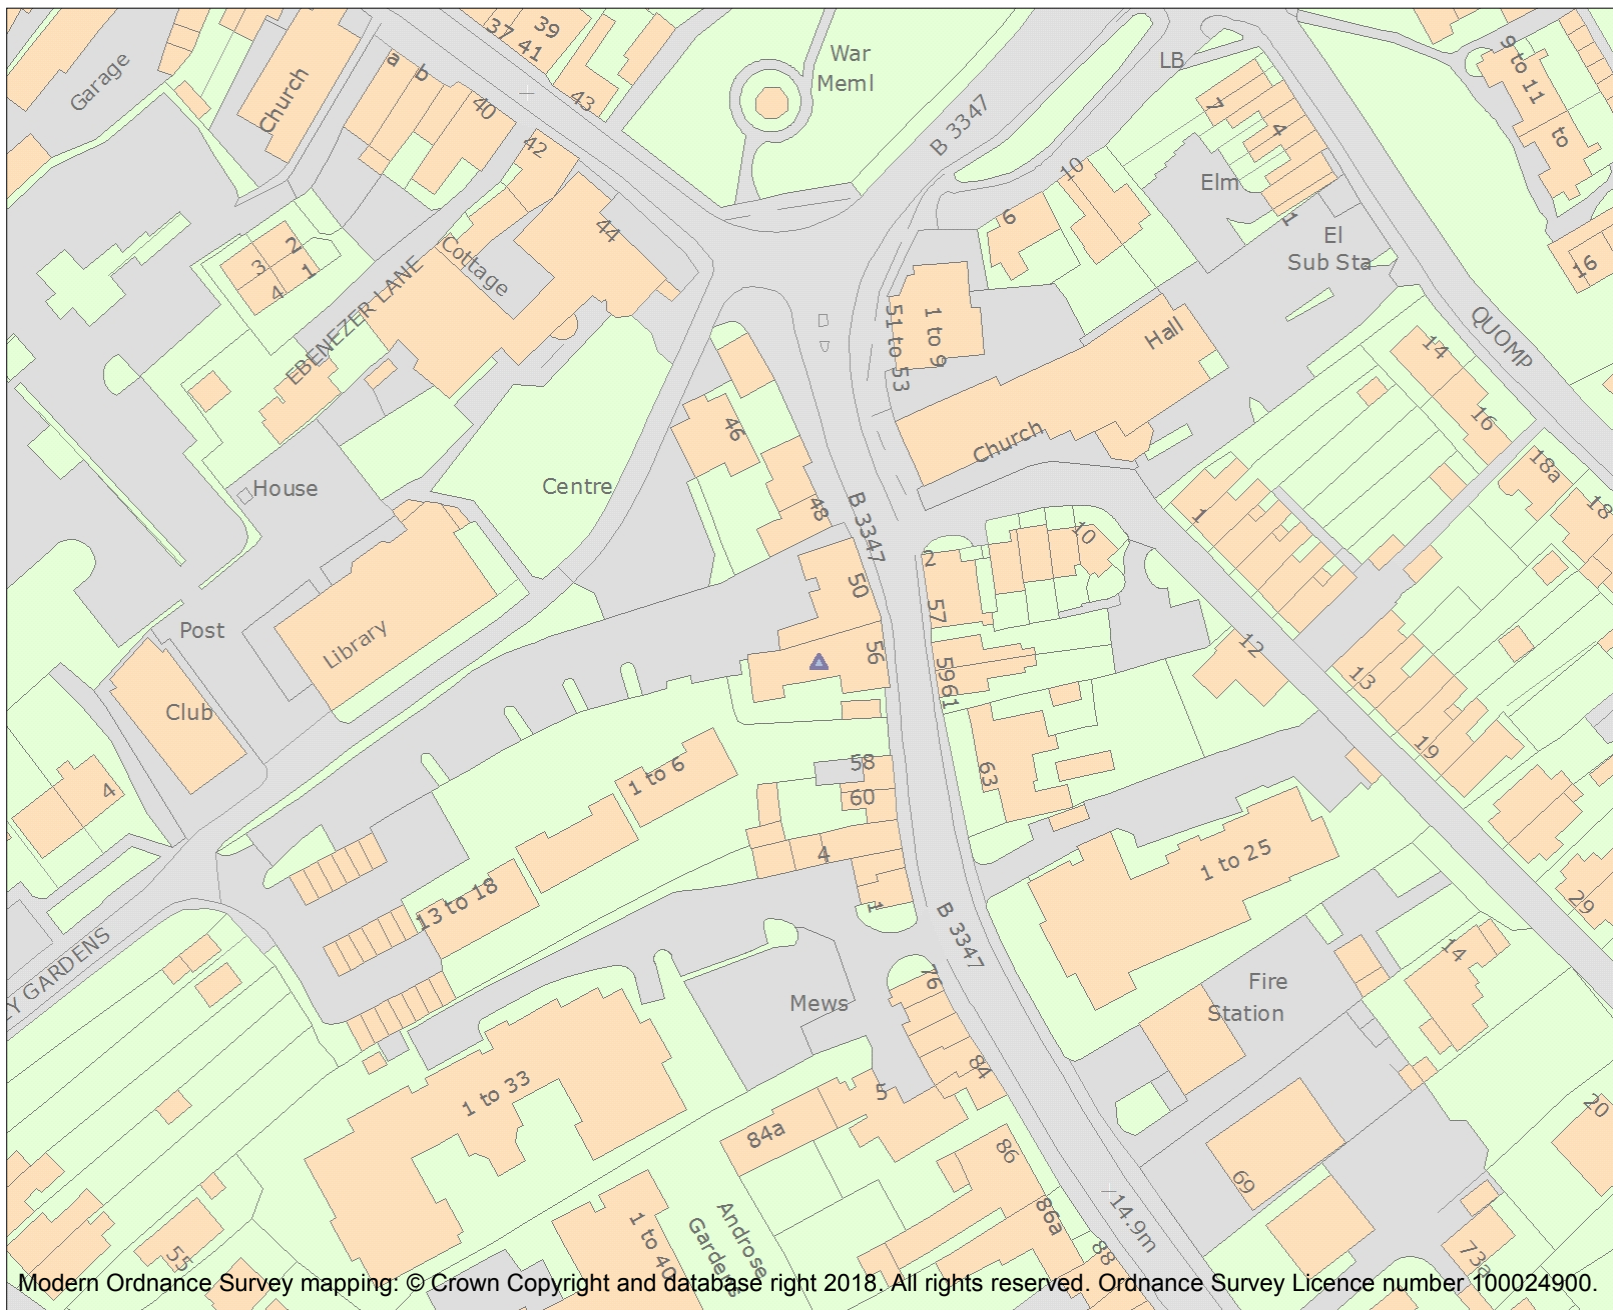 37
39
41
43
Garage
Church
a
b
40
42
44
War
Meml
B 3347
LB
7
4
9 to 11
to
10
6
Elm
1
El
Sub Sta
16
QUOMP
2
3
1
4
Cottage
EBENEZER LANE
51 to 53
1 to 9
Hall
14
16
46
Church
House
Centre
48
B 3347
18a
18
1
10
2
50
57
Post
Library
56
59
61
12
13
Club
19
58
63
1 to 6
4
60
4
1 to 25
13 to 18
1
29
B 3347
EY GARDENS
14
76
Fire
Station
Mews
84
1 to 33
5
84a
20
86
69
Androse
Gardens
86a
14.9m
1 to 40
55
88
73a
Modern Ordnance Survey mapping: © Crown Copyright and database right 2018. All rights reserved. Ordnance Survey Licence number 100024900.